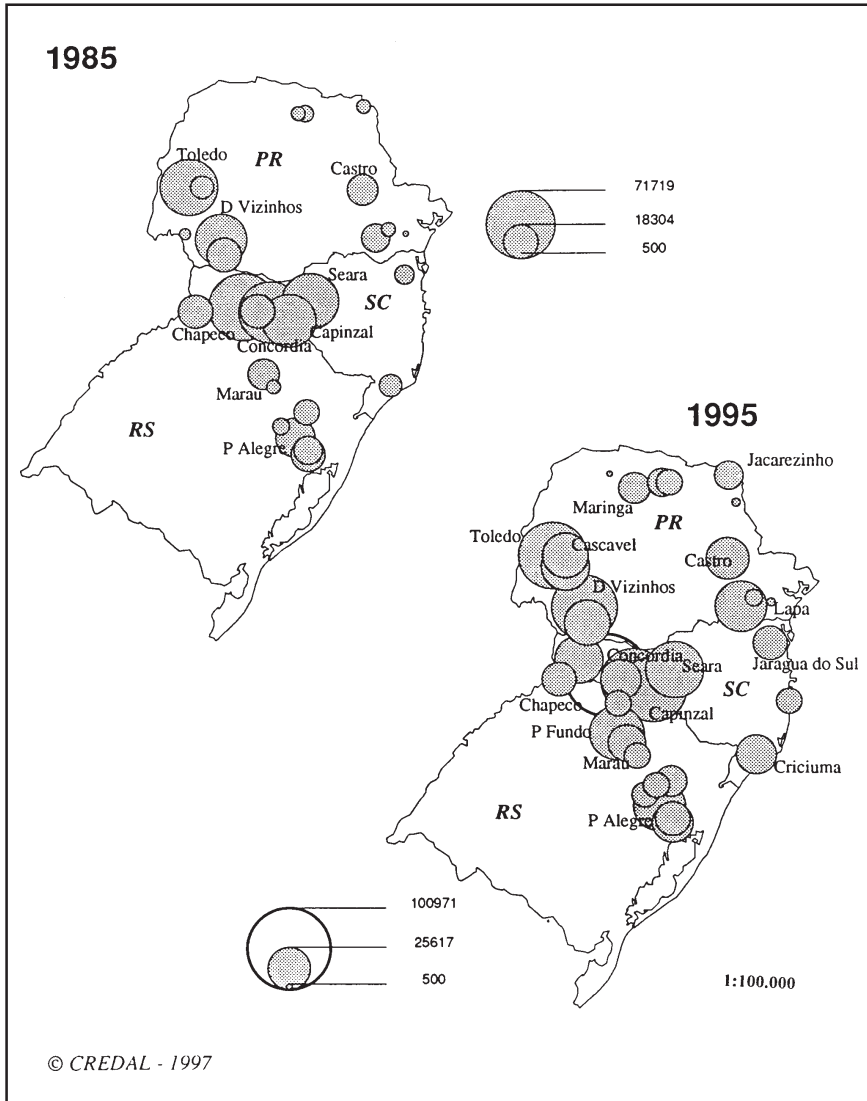 1985
Toledo
PR
Castro
D Vizinhos
Seara
SC
Chapeco
Capinzal
Concordia
Marau
RS
P Alegre
71719
18304
500
1995
Jacarezinho
Maringa
PR
Toledo
Cascavel
Castro
D Vizinhos
Lapa
Concordia
Seara
Jaragua do Sul
SC
Chapeco
Capinzal
P Fundo
Marau
Criciuma
RS
P Alegre
100971
25617
500
1:100.000
© CREDAL - 1997